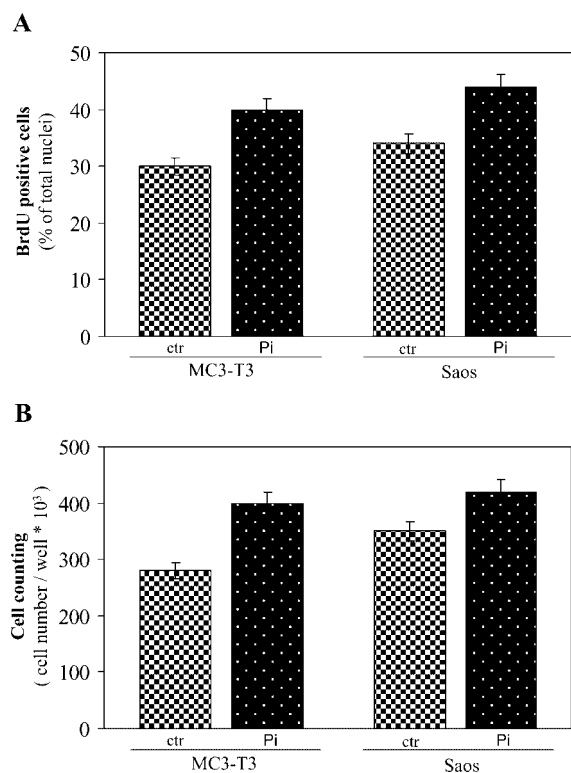 A
50
40
30
20
10
0
BrdU positive cells
(% of total nuclei)
ctr Pi ctr Pi
MC3-T3 Saos
B
500
400
300
200
100
0
Cell counting
( cell number / well * 10³)
ctr Pi ctr Pi
MC3-T3 Saos